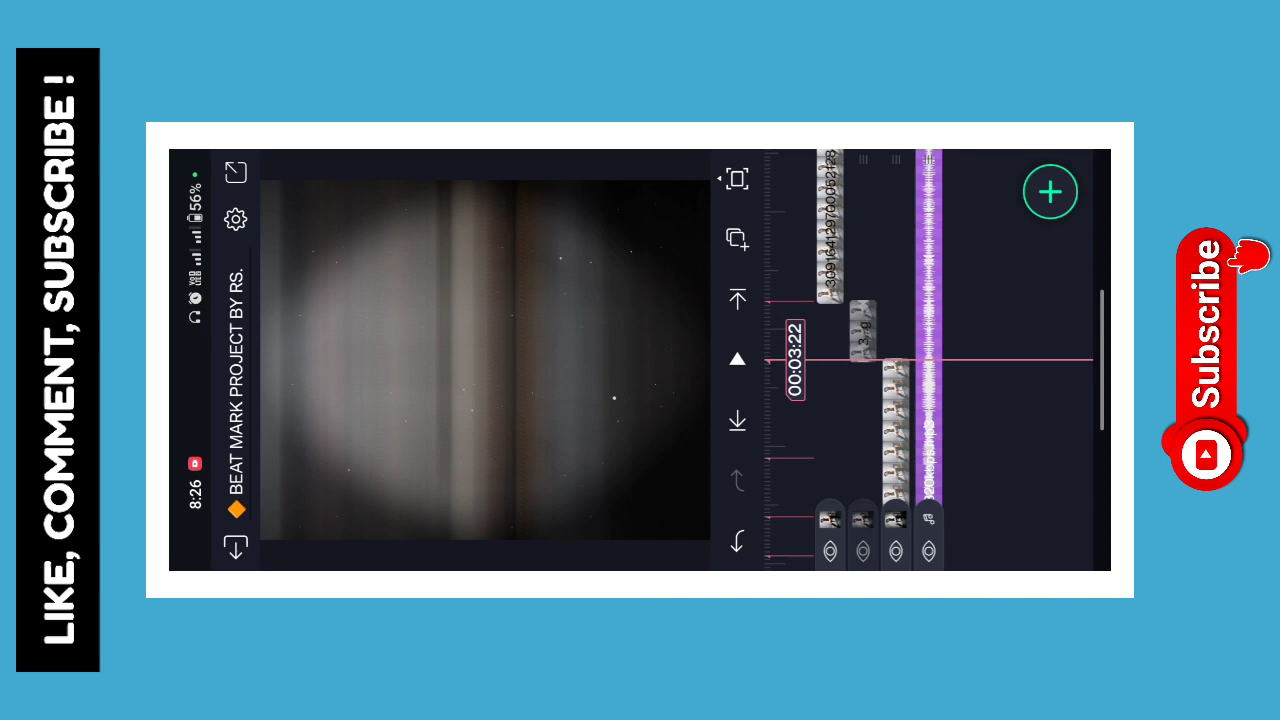 LIKE, COMMENT, SUBSCRIBE !
8:26
56%
🔶 BEAT MARK PROJECT BY RS.
00:03:22
Subscribe